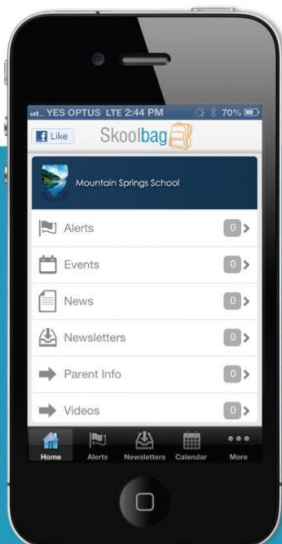 YES OPTUS LTE 2:44 PM 70%
Like Skoolbag
Mountain Springs School
Alerts 0
Events 0
News 0
Newsletters 0
Parent Info 0
Videos 0
Home Alerts Newsletters Calendar More